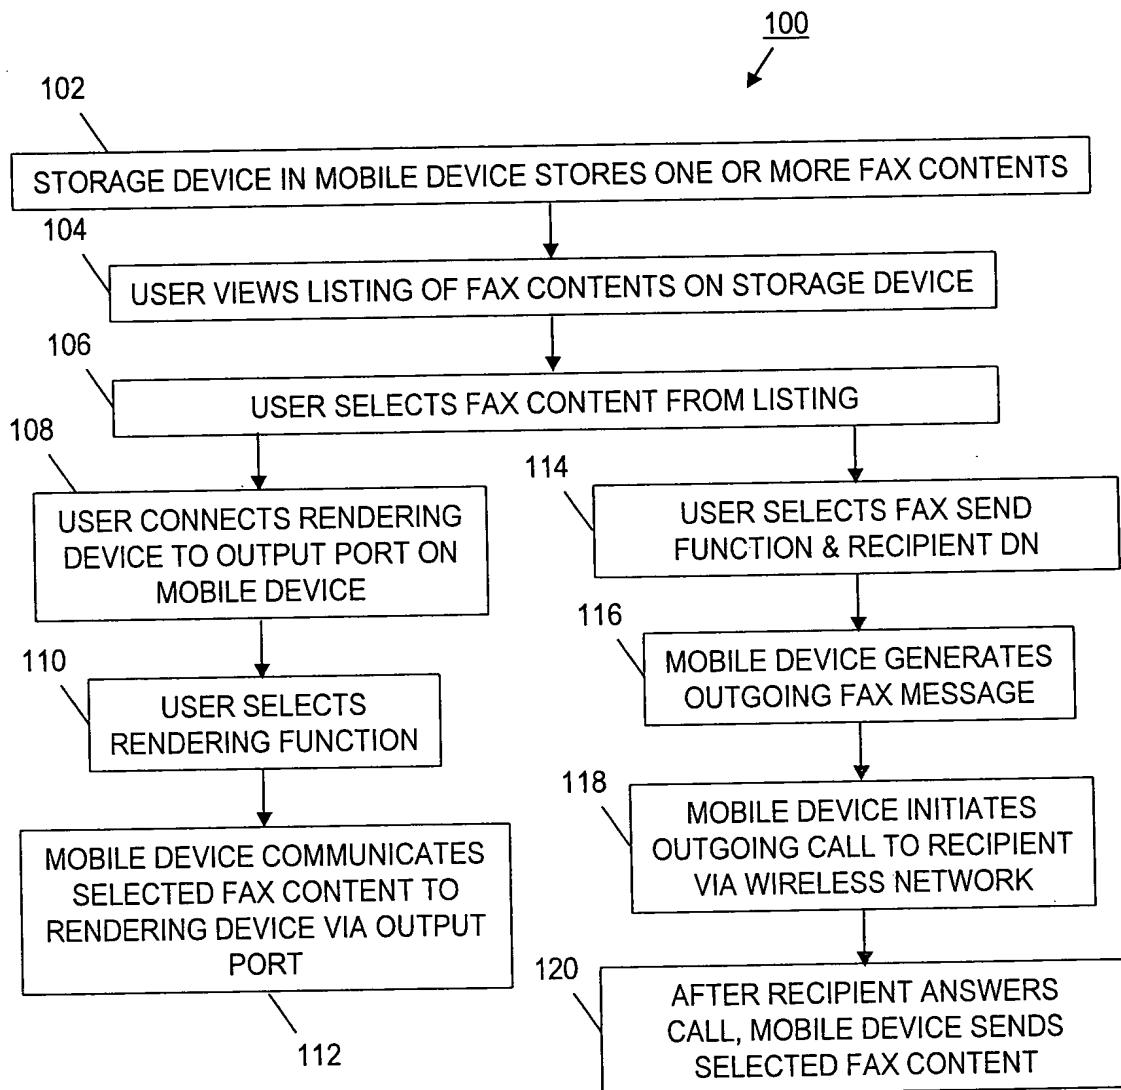 100
102
STORAGE DEVICE IN MOBILE DEVICE STORES ONE OR MORE FAX CONTENTS
104
USER VIEWS LISTING OF FAX CONTENTS ON STORAGE DEVICE
106
USER SELECTS FAX CONTENT FROM LISTING
108
USER CONNECTS RENDERING
DEVICE TO OUTPUT PORT ON
MOBILE DEVICE
110
USER SELECTS
RENDERING FUNCTION
MOBILE DEVICE COMMUNICATES
SELECTED FAX CONTENT TO
RENDERING DEVICE VIA OUTPUT
PORT
112
114
USER SELECTS FAX SEND
FUNCTION & RECIPIENT DN
116
MOBILE DEVICE GENERATES
OUTGOING FAX MESSAGE
118
MOBILE DEVICE INITIATES
OUTGOING CALL TO RECIPIENT
VIA WIRELESS NETWORK
120
AFTER RECIPIENT ANSWERS
CALL, MOBILE DEVICE SENDS
SELECTED FAX CONTENT